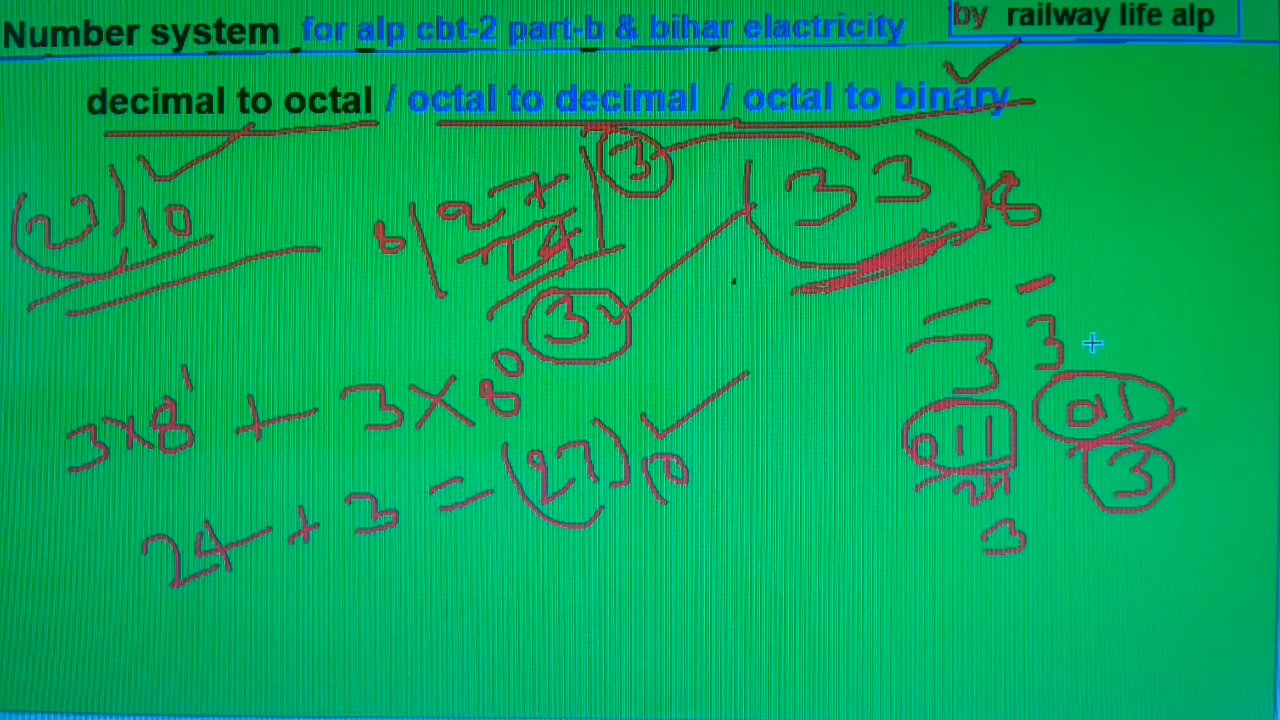 Number system for alp cbt-2 part-b & bihar elactricity by railway life alp
decimal to octal / octal to decimal / octal to binary
(27)10
8 27 3
24
3
(33)8
3×8¹ + 3×8⁰
24 + 3 = (27)10
3 3
011 011
3 3